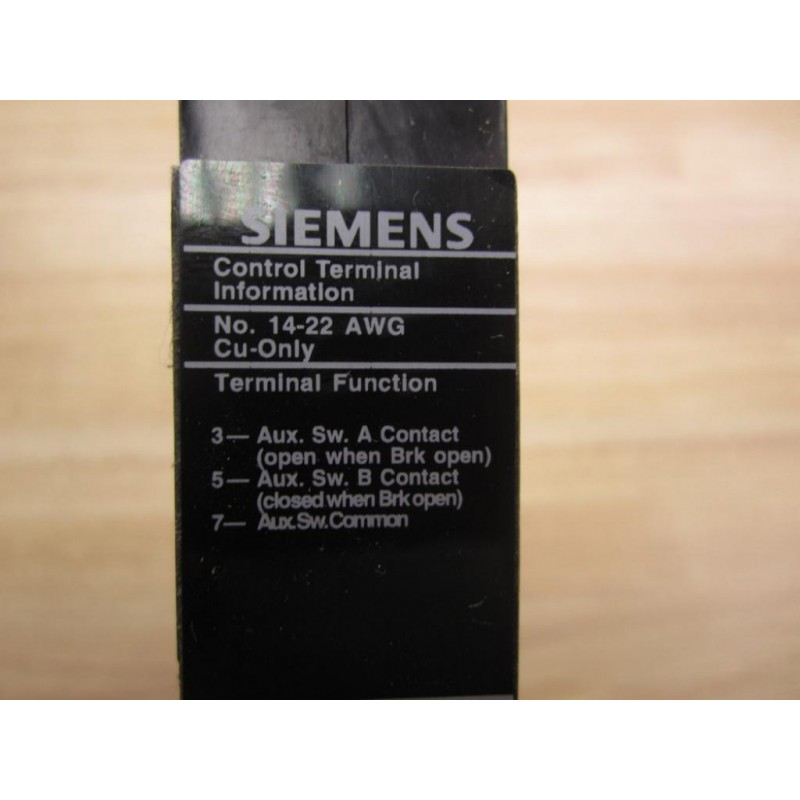 SIEMENS
Control Terminal
Information
No. 14-22 AWG
Cu-Only
Terminal Function
3— Aux. Sw. A Contact
(open when Brk open)
5— Aux. Sw. B Contact
(closed when Brk open)
7— Aux. Sw. Common